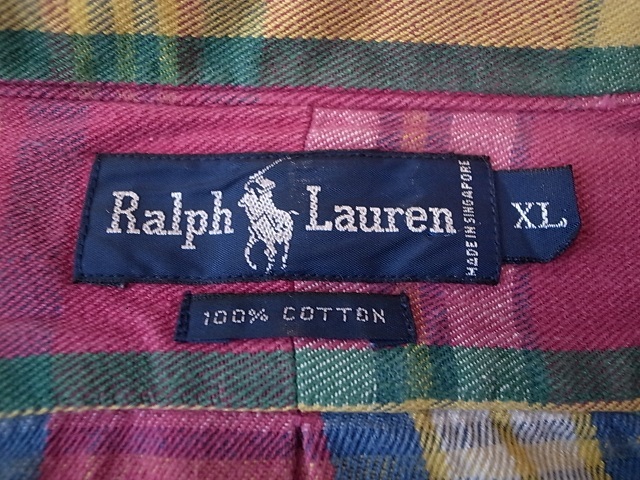 Ralph Lauren
MADE IN SINGAPORE
XL
100% COTTON